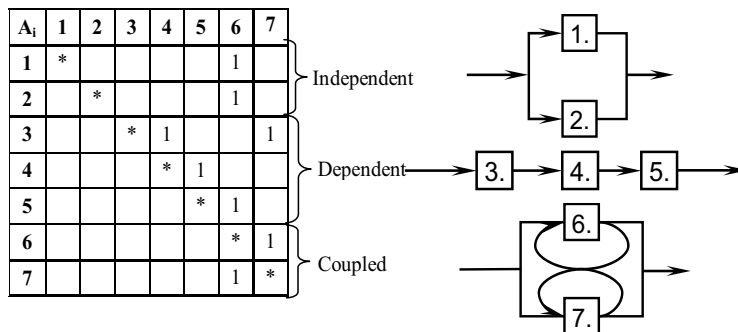 Ai 1 2 3 4 5 6 7
1 * 1
2 * 1
Independent
3 * 1 1
4 * 1
5 * 1
Dependent
6 * 1
7 1 *
Coupled
1.
2.
3. 4. 5.
6.
7.